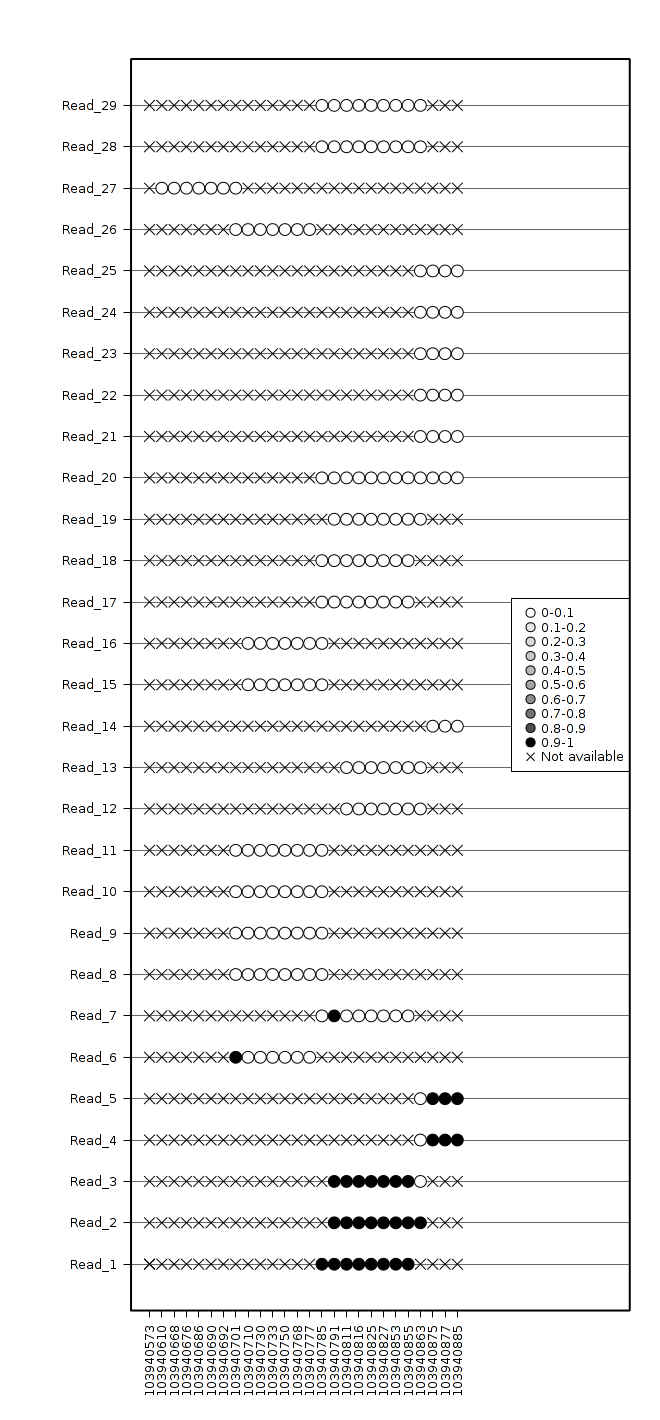 Read_29
Read_28
Read_27
Read_26
Read_25
Read_24
Read_23
Read_22
Read_21
Read_20
Read_19
Read_18
Read_17
Read_16
Read_15
Read_14
Read_13
Read_12
Read_11
Read_10
Read_9
Read_8
Read_7
Read_6
Read_5
Read_4
Read_3
Read_2
Read_1
0-0.1
0.1-0.2
0.2-0.3
0.3-0.4
0.4-0.5
0.5-0.6
0.6-0.7
0.7-0.8
0.8-0.9
0.9-1
Not available
103940573
103940610
103940668
103940676
103940686
103940690
103940692
103940701
103940710
103940730
103940733
103940750
103940768
103940777
103940785
103940791
103940811
103940816
103940825
103940827
103940853
103940855
103940863
103940875
103940877
103940885